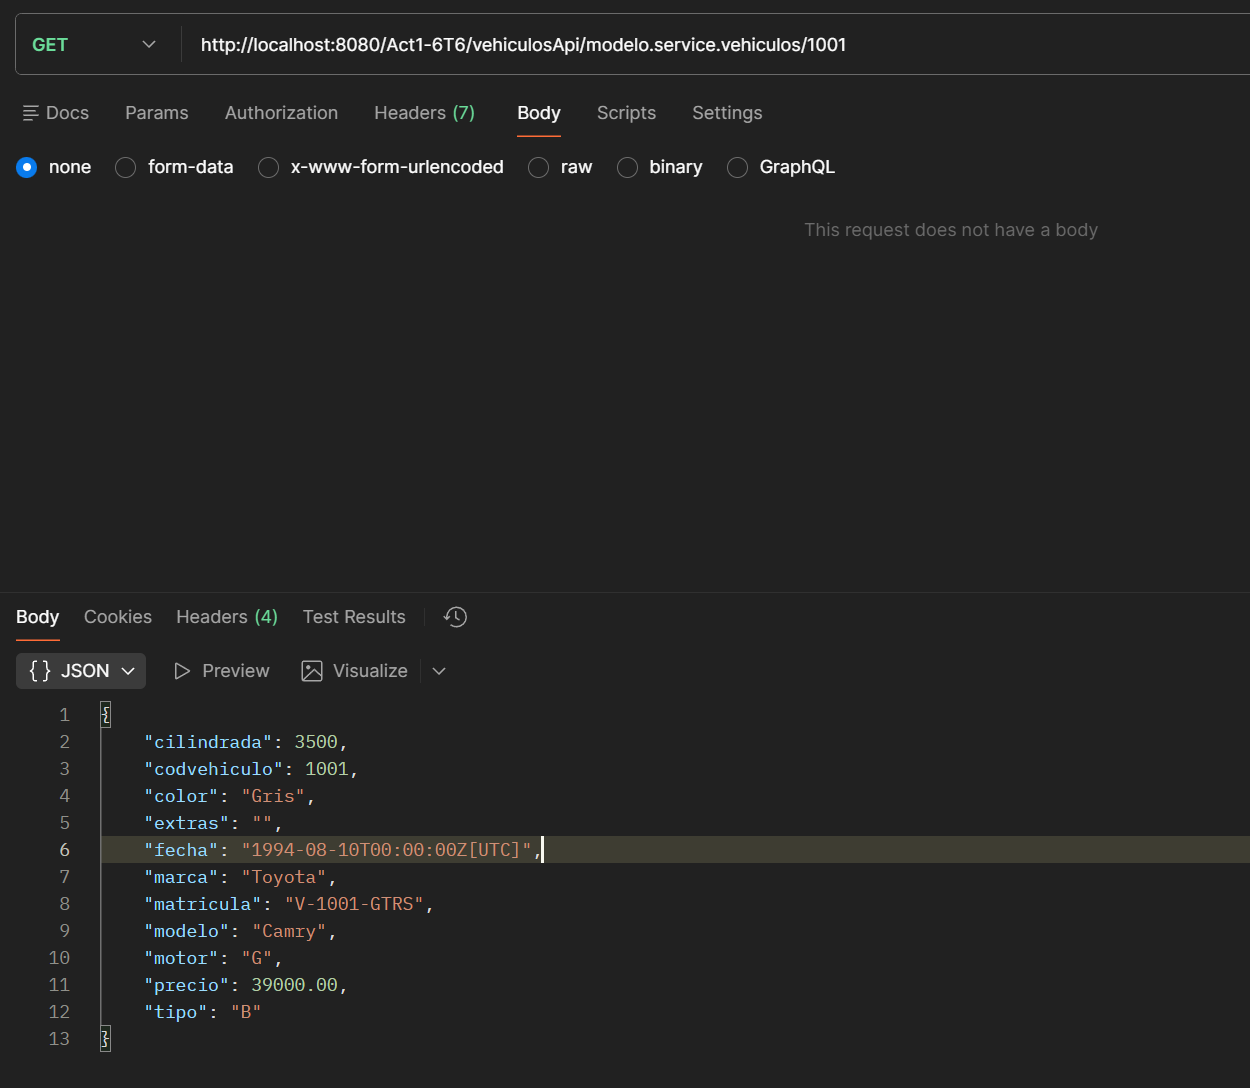 GET http://localhost:8080/Act1-6T6/vehiculosApi/modelo.service.vehiculos/1001
Docs Params Authorization Headers (7) Body Scripts Settings
none form-data x-www-form-urlencoded raw binary GraphQL
This request does not have a body
Body Cookies Headers (4) Test Results
{} JSON Preview Visualize
1 {
2 "cilindrada": 3500,
3 "codvehiculo": 1001,
4 "color": "Gris",
5 "extras": "",
6 "fecha": "1994-08-10T00:00:00Z[UTC]",
7 "marca": "Toyota",
8 "matricula": "V-1001-GTRS",
9 "modelo": "Camry",
10 "motor": "G",
11 "precio": 39000.00,
12 "tipo": "B"
13 }